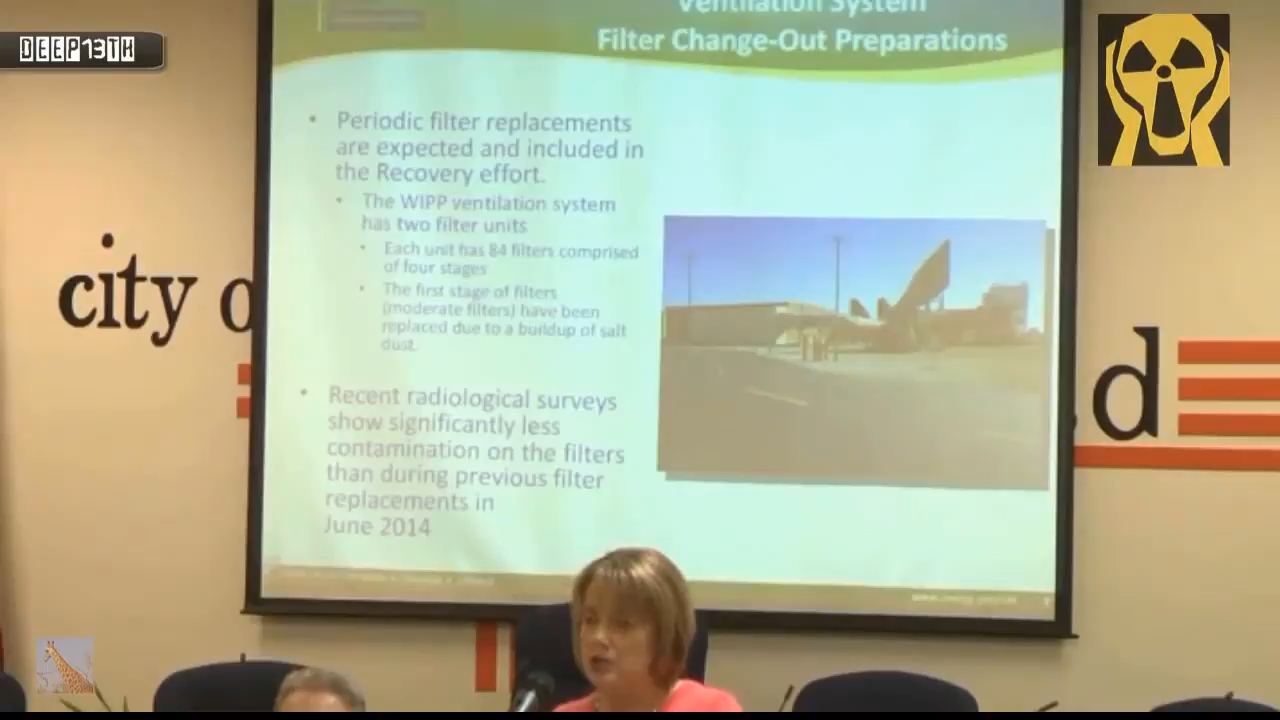 DEEP13TH
Ventilation System
Filter Change-Out Preparations
• Periodic filter replacements
are expected and included in
the Recovery effort.
• The WIPP ventilation system
has two filter units
• Each unit has 84 filters comprised
of four stages
• The first stage of filters
(moderate filters) have been
replaced due to a buildup of salt
dust.
• Recent radiological surveys
show significantly less
contamination on the filters
than during previous filter
replacements in
June 2014
city o
d